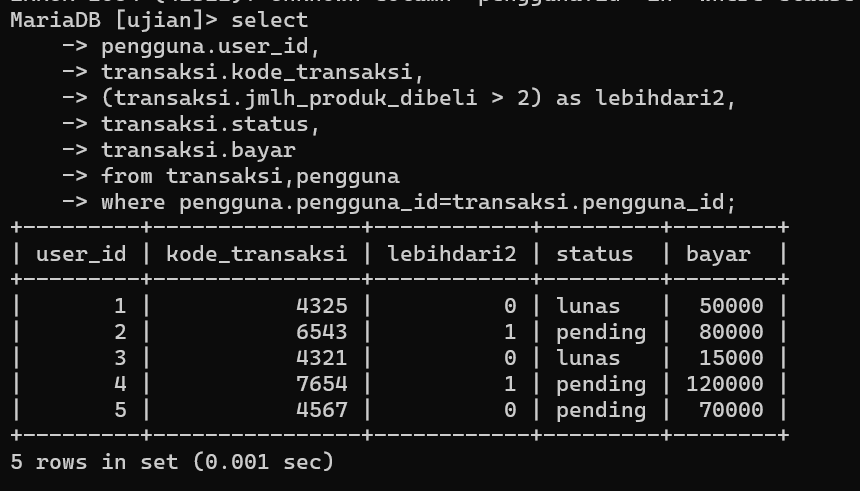 MariaDB [ujian]> select
    -> pengguna.user_id,
    -> transaksi.kode_transaksi,
    -> (transaksi.jmlh_produk_dibeli > 2) as lebihdari2,
    -> transaksi.status,
    -> transaksi.bayar
    -> from transaksi,pengguna
    -> where pengguna.pengguna_id=transaksi.pengguna_id;
+---------+----------------+------------+---------+--------+
| user_id | kode_transaksi | lebihdari2 | status  | bayar  |
+---------+----------------+------------+---------+--------+
|       1 |           4325 |          0 | lunas   |  50000 |
|       2 |           6543 |          1 | pending |  80000 |
|       3 |           4321 |          0 | lunas   |  15000 |
|       4 |           7654 |          1 | pending | 120000 |
|       5 |           4567 |          0 | pending |  70000 |
+---------+----------------+------------+---------+--------+
5 rows in set (0.001 sec)